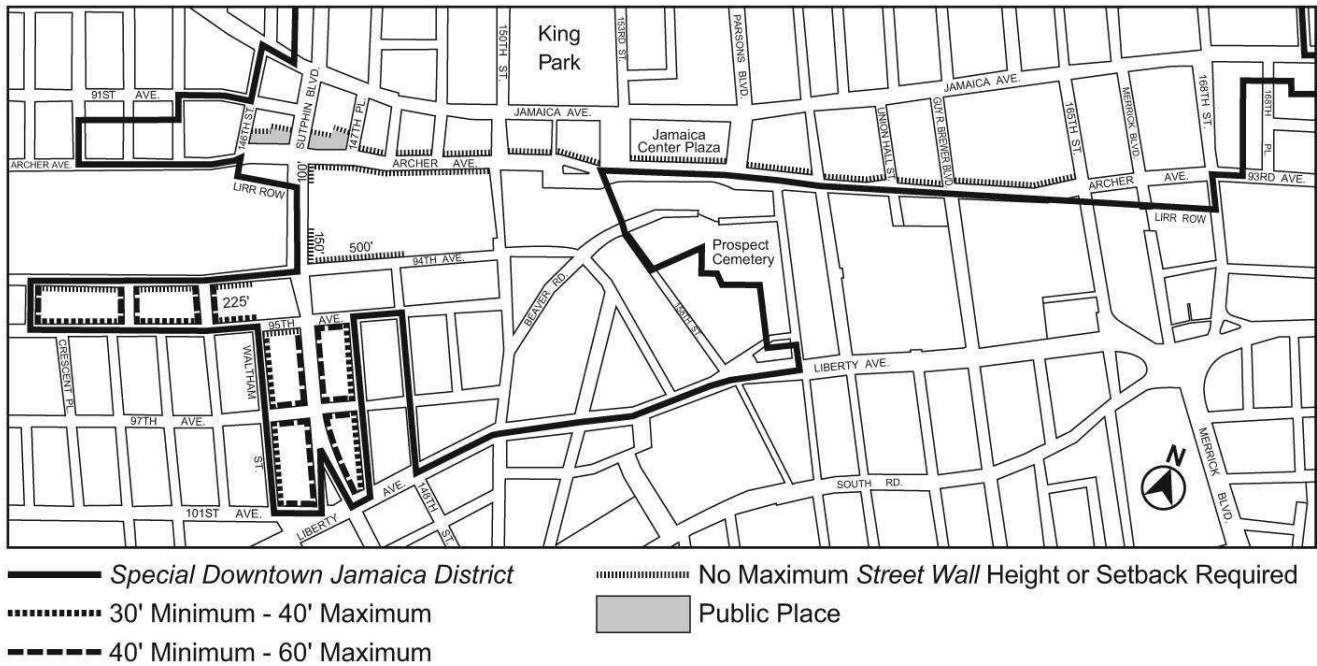 King
Park
150TH ST.
153RD ST.
PARSONS BLVD.
91ST AVE.
146TH ST.
SUTPHIN BLVD.
147TH PL.
JAMAICA AVE.
JAMAICA AVE.
UNION HALL ST.
GUY R. BREWER BLVD.
165TH ST.
MERRICK BLVD.
168TH ST.
168TH PL.
Jamaica
Center Plaza
ARCHER AVE.
ARCHER AVE.
ARCHER AVE.
93RD AVE.
LIRR ROW
LIRR ROW
100'
150'
500'
94TH AVE.
225'
95TH AVE.
BEAVER RD.
Prospect
Cemetery
158TH ST.
LIBERTY AVE.
CRESCENT PL.
WALTHAM ST.
97TH AVE.
101ST AVE.
LIBERTY AVE.
148TH ST.
SOUTH RD.
MERRICK BLVD.
N
Special Downtown Jamaica District
30' Minimum - 40' Maximum
40' Minimum - 60' Maximum
No Maximum Street Wall Height or Setback Required
Public Place